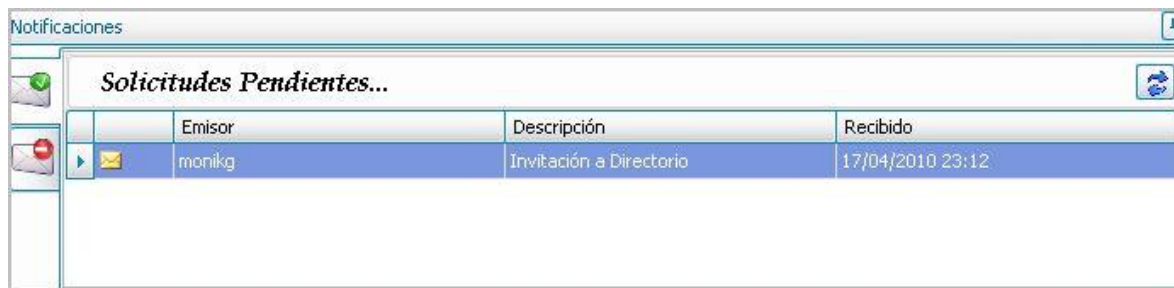 Notificaciones
Solicitudes Pendientes...
Emisor Descripción Recibido
monikg Invitación a Directorio 17/04/2010 23:12